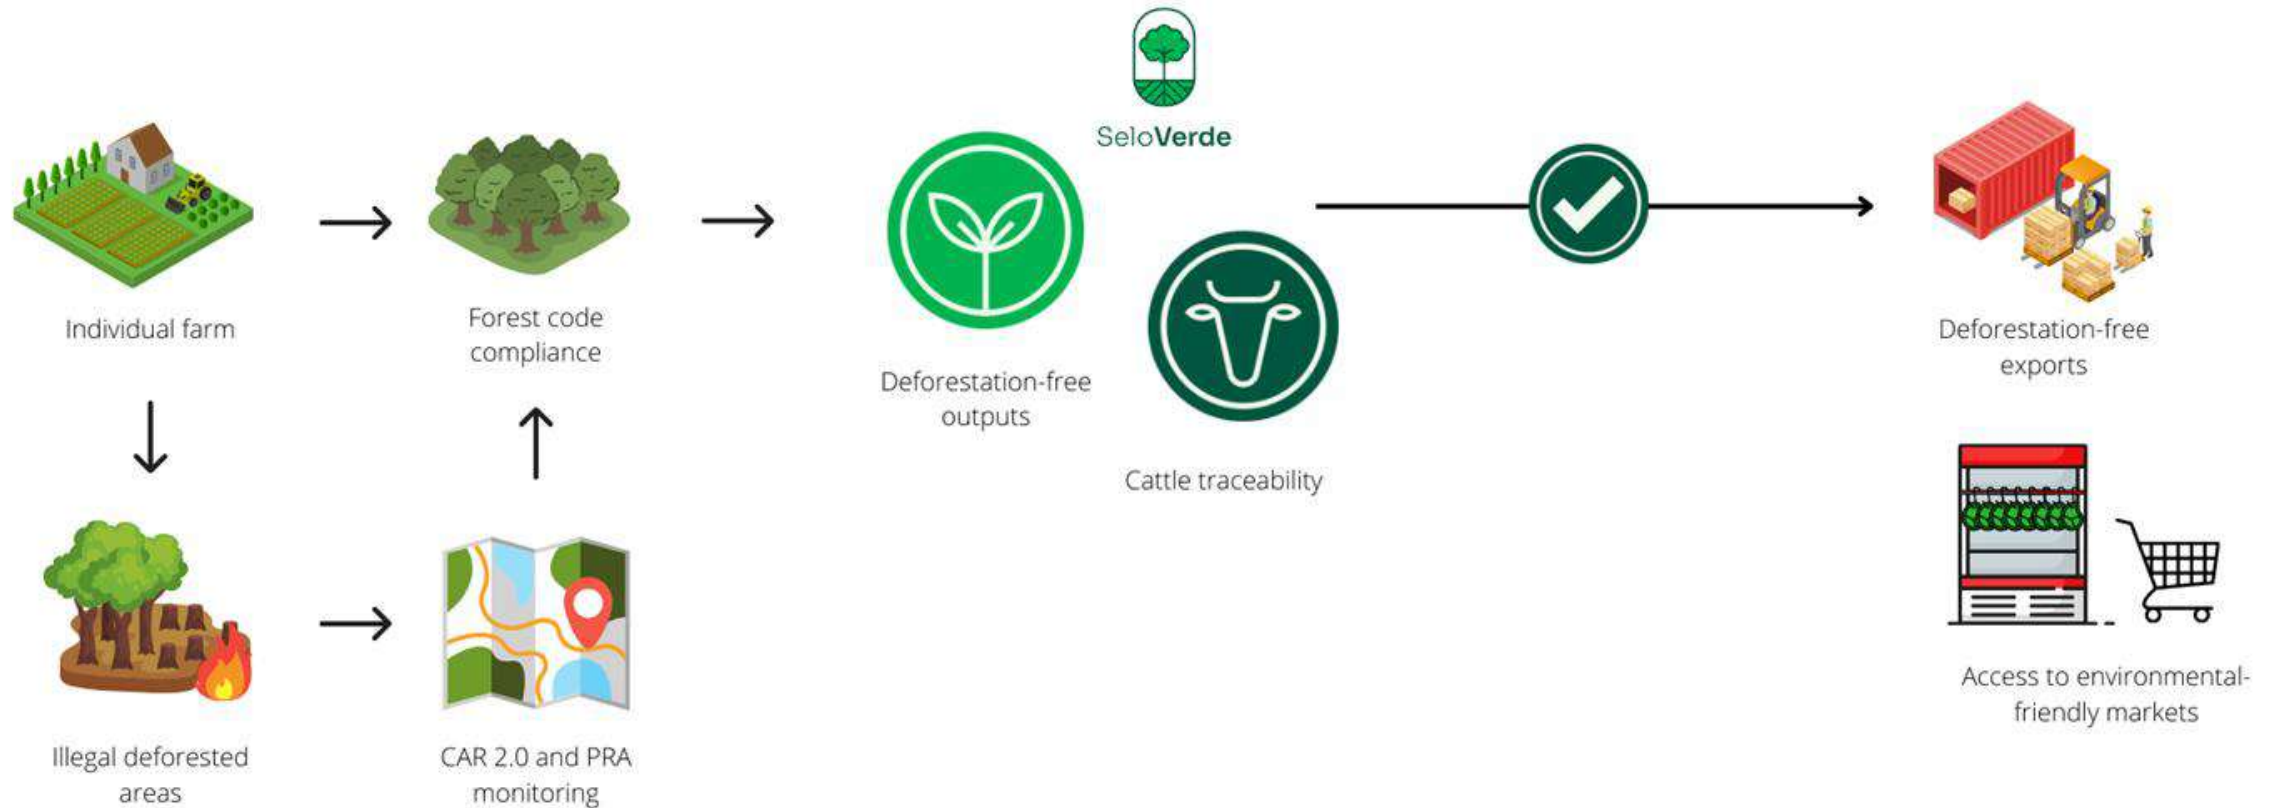 SeloVerde
Individual farm
Forest code
compliance
Deforestation-free
outputs
Cattle traceability
Deforestation-free
exports
Illegal deforested
areas
CAR 2.0 and PRA
monitoring
Access to environmental-
friendly markets